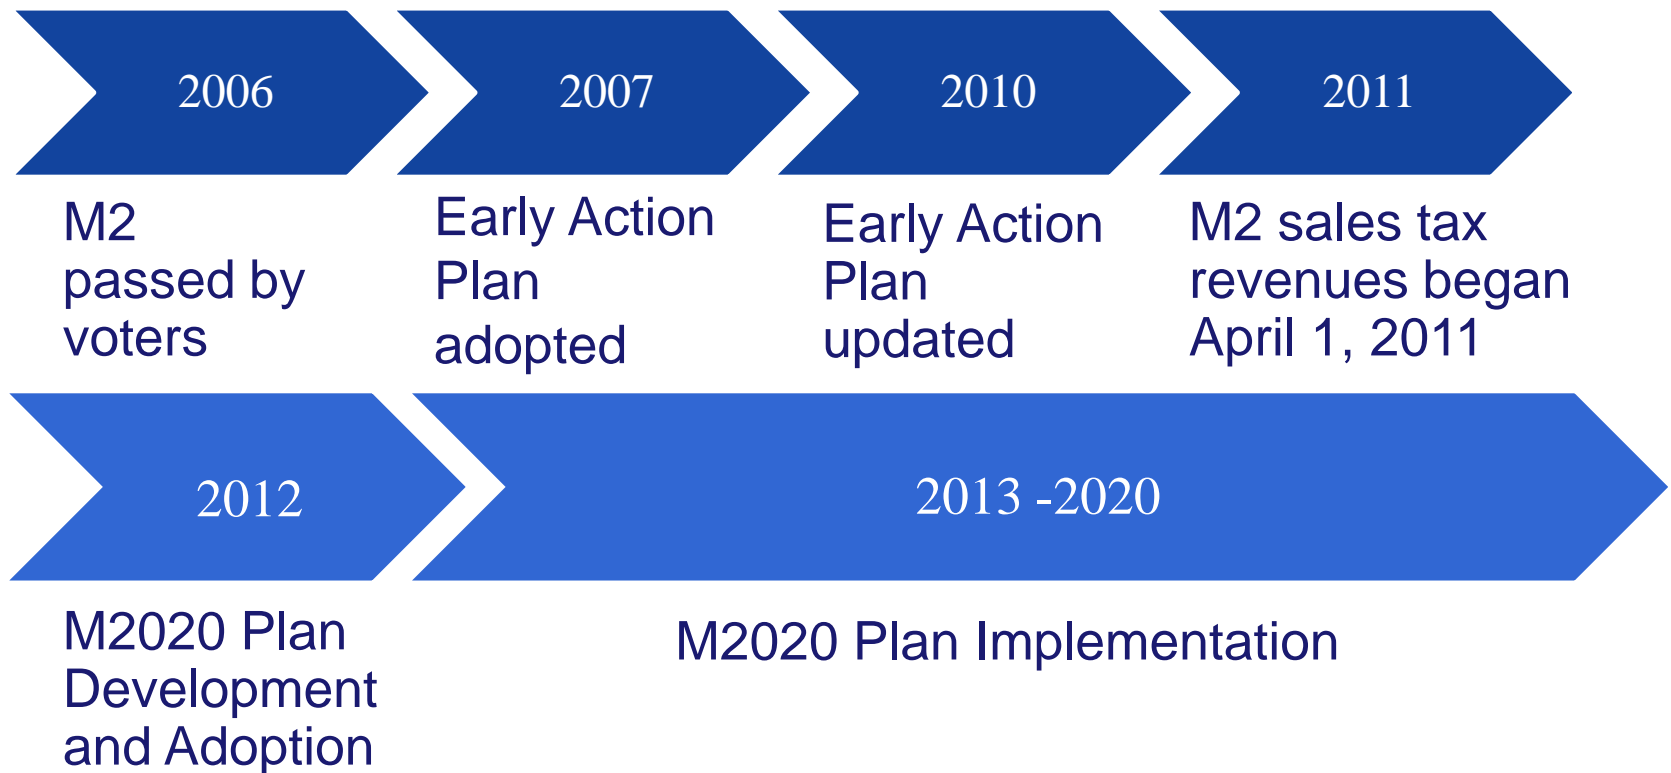 2006
2007
2010
2011
M2
passed by
voters
Early Action
Plan
adopted
Early Action
Plan
updated
M2 sales tax
revenues began
April 1, 2011
2012
2013 -2020
M2020 Plan
Development
and Adoption
M2020 Plan Implementation